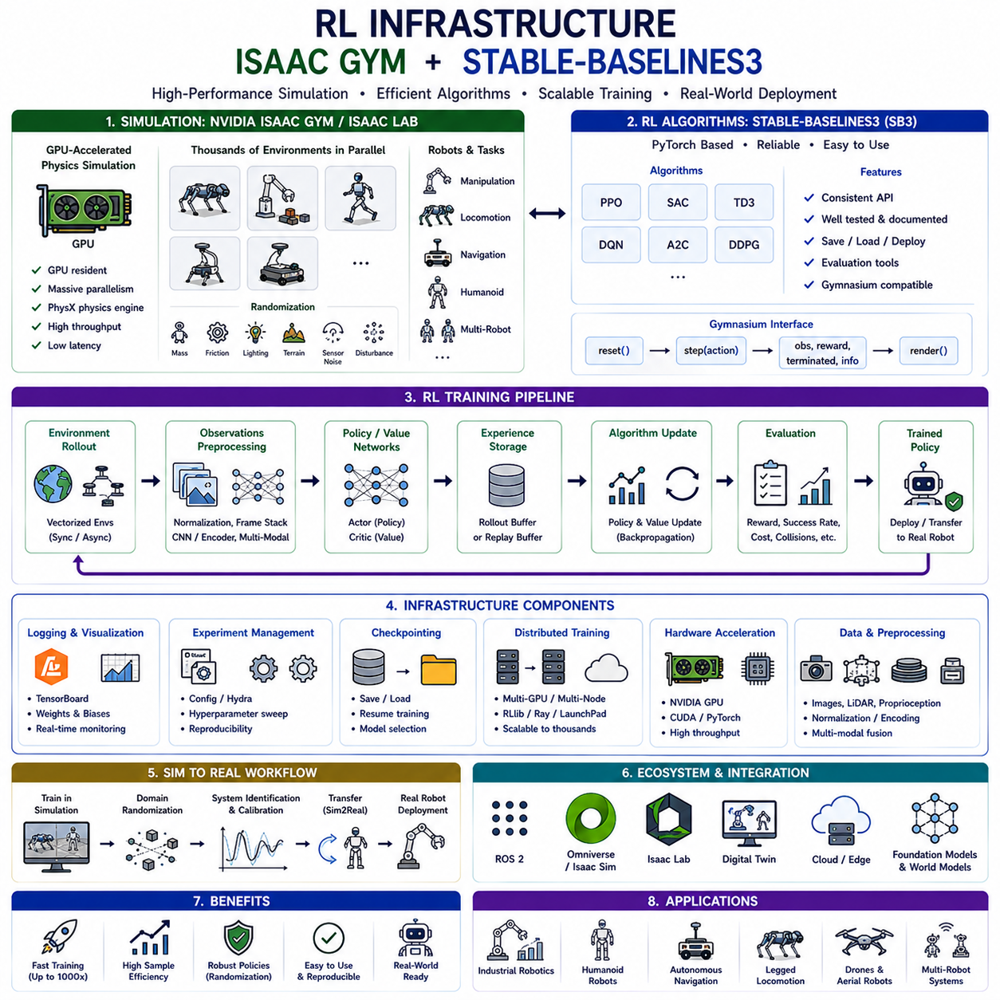 RL INFRASTRUCTURE
ISAAC GYM + STABLE-BASELINES3
High-Performance Simulation • Efficient Algorithms • Scalable Training • Real-World Deployment
1. SIMULATION: NVIDIA ISAAC GYM / ISAAC LAB
GPU-Accelerated
Physics Simulation
GPU
✓ GPU resident
✓ Massive parallelism
✓ PhysX physics engine
✓ High throughput
✓ Low latency
Thousands of Environments in Parallel
...
Randomization
Mass
Friction
Lighting
Terrain
Sensor
Noise
Disturbance
Robots & Tasks
Manipulation
Locomotion
Navigation
Humanoid
Multi-Robot
...
2. RL ALGORITHMS: STABLE-BASELINES3 (SB3)
PyTorch Based • Reliable • Easy to Use
Algorithms
PPO SAC TD3
DQN A2C DDPG
...
Features
✓ Consistent API
✓ Well tested & documented
✓ Save / Load / Deploy
✓ Evaluation tools
✓ Gymnasium compatible
Gymnasium Interface
reset()
step(action)
obs, reward,
terminated, info
render()
3. RL TRAINING PIPELINE
Environment
Rollout
Vectorized Envs
(Sync / Async)
Observations
Preprocessing
Normalization, Frame Stack
CNN / Encoder, Multi-Modal
Policy / Value
Networks
Actor (Policy)
Critic (Value)
Experience
Storage
Rollout Buffer
or Replay Buffer
Algorithm Update
Policy & Value Update
(Backpropagation)
Evaluation
Reward, Success Rate,
Cost, Collisions, etc.
Trained
Policy
Deploy / Transfer
to Real Robot
4. INFRASTRUCTURE COMPONENTS
Logging & Visualization
• TensorBoard
• Weights & Biases
• Real-time monitoring
Experiment Management
• Config / Hydra
• Hyperparameter sweep
• Reproducibility
Checkpointing
• Save / Load
• Resume training
• Model selection
Distributed Training
• Multi-GPU / Multi-Node
• RLlib / Ray / LaunchPad
• Scalable to thousands
Hardware Acceleration
• NVIDIA GPU
• CUDA / PyTorch
• High throughput
Data & Preprocessing
• Images, LiDAR, Proprioception
• Normalization / Encoding
• Multi-modal fusion
5. SIM TO REAL WORKFLOW
Train in
Simulation
Domain
Randomization
System Identification
& Calibration
Transfer
(Sim2Real)
Real Robot
Deployment
6. ECOSYSTEM & INTEGRATION
ROS 2
Omniverse
/ Isaac Sim
Isaac Lab
Digital Twin
Cloud / Edge
Foundation Models
& World Models
7. BENEFITS
Fast Training
(Up to 1000x)
High Sample
Efficiency
Robust Policies
(Randomization)
Easy to Use
& Reproducible
Real-World
Ready
8. APPLICATIONS
Industrial Robotics
Humanoid
Robots
Autonomous
Navigation
Legged
Locomotion
Drones &
Aerial Robots
Multi-Robot
Systems